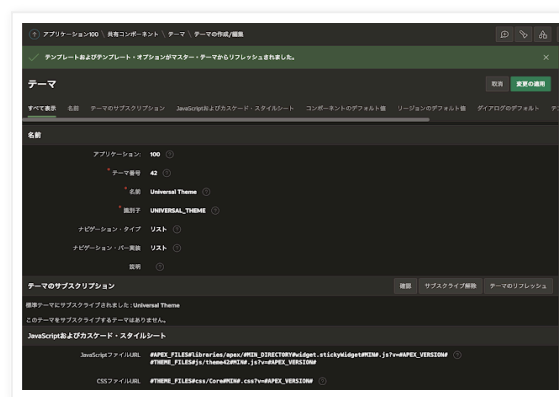 アプリケーション100 \ 共有コンポーネント \ テーマ \ テーマの作成/編集
テンプレートおよびテンプレート・オプションがマスター・テーマからリフレッシュされました。
テーマ
取消
変更の適用
すべて表示 名前 テーマのサブスクリプション JavaScriptおよびカスケード・スタイルシート コンポーネントのデフォルト値 リージョンのデフォルト値 ダイアログのデフォルト
名前
アプリケーション: 100
* テーマ番号 42
* 名前 Universal Theme
* 識別子 UNIVERSAL_THEME
ナビゲーション・タイプ リスト
ナビゲーション・バー実装 リスト
説明
テーマのサブスクリプション
確認 サブスクライブ解除 テーマのリフレッシュ
標準テーマにサブスクライブされました : Universal Theme
このテーマをサブスクライブするテーマはありません。
JavaScriptおよびカスケード・スタイルシート
JavaScriptファイルURL #APEX_FILES#libraries/apex/#MIN_DIRECTORY#widget.stickyWidget#MIN#.js?v=#APEX_VERSION#
#THEME_FILES#js/theme42#MIN#.js?v=#APEX_VERSION#
CSSファイルURL #THEME_FILES#css/Core#MIN#.css?v=#APEX_VERSION#